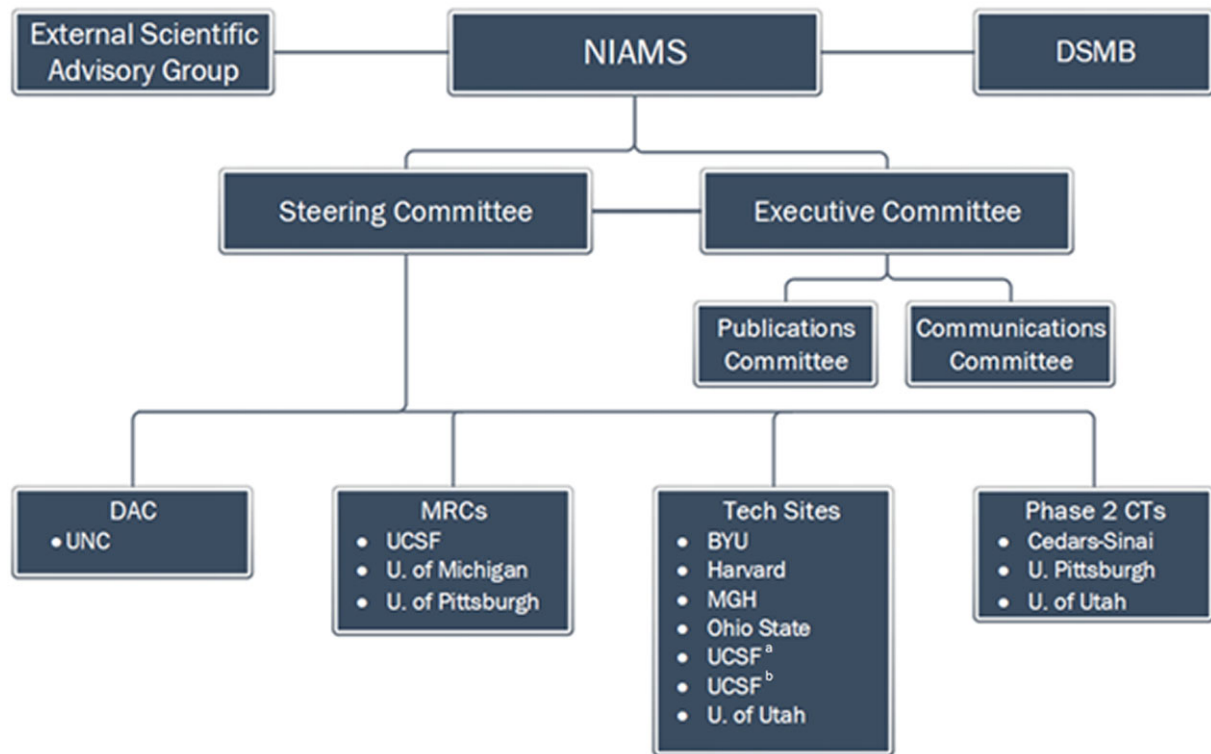 External Scientific
Advisory Group
NIAMS
DSMB
Steering Committee
Executive Committee
Publications
Committee
Communications
Committee
DAC
• UNC
MRCs
• UCSF
• U. of Michigan
• U. of Pittsburgh
Tech Sites
• BYU
• Harvard
• MGH
• Ohio State
• UCSF a
• UCSF b
• U. of Utah
Phase 2 CTs
• Cedars-Sinai
• U. Pittsburgh
• U. of Utah